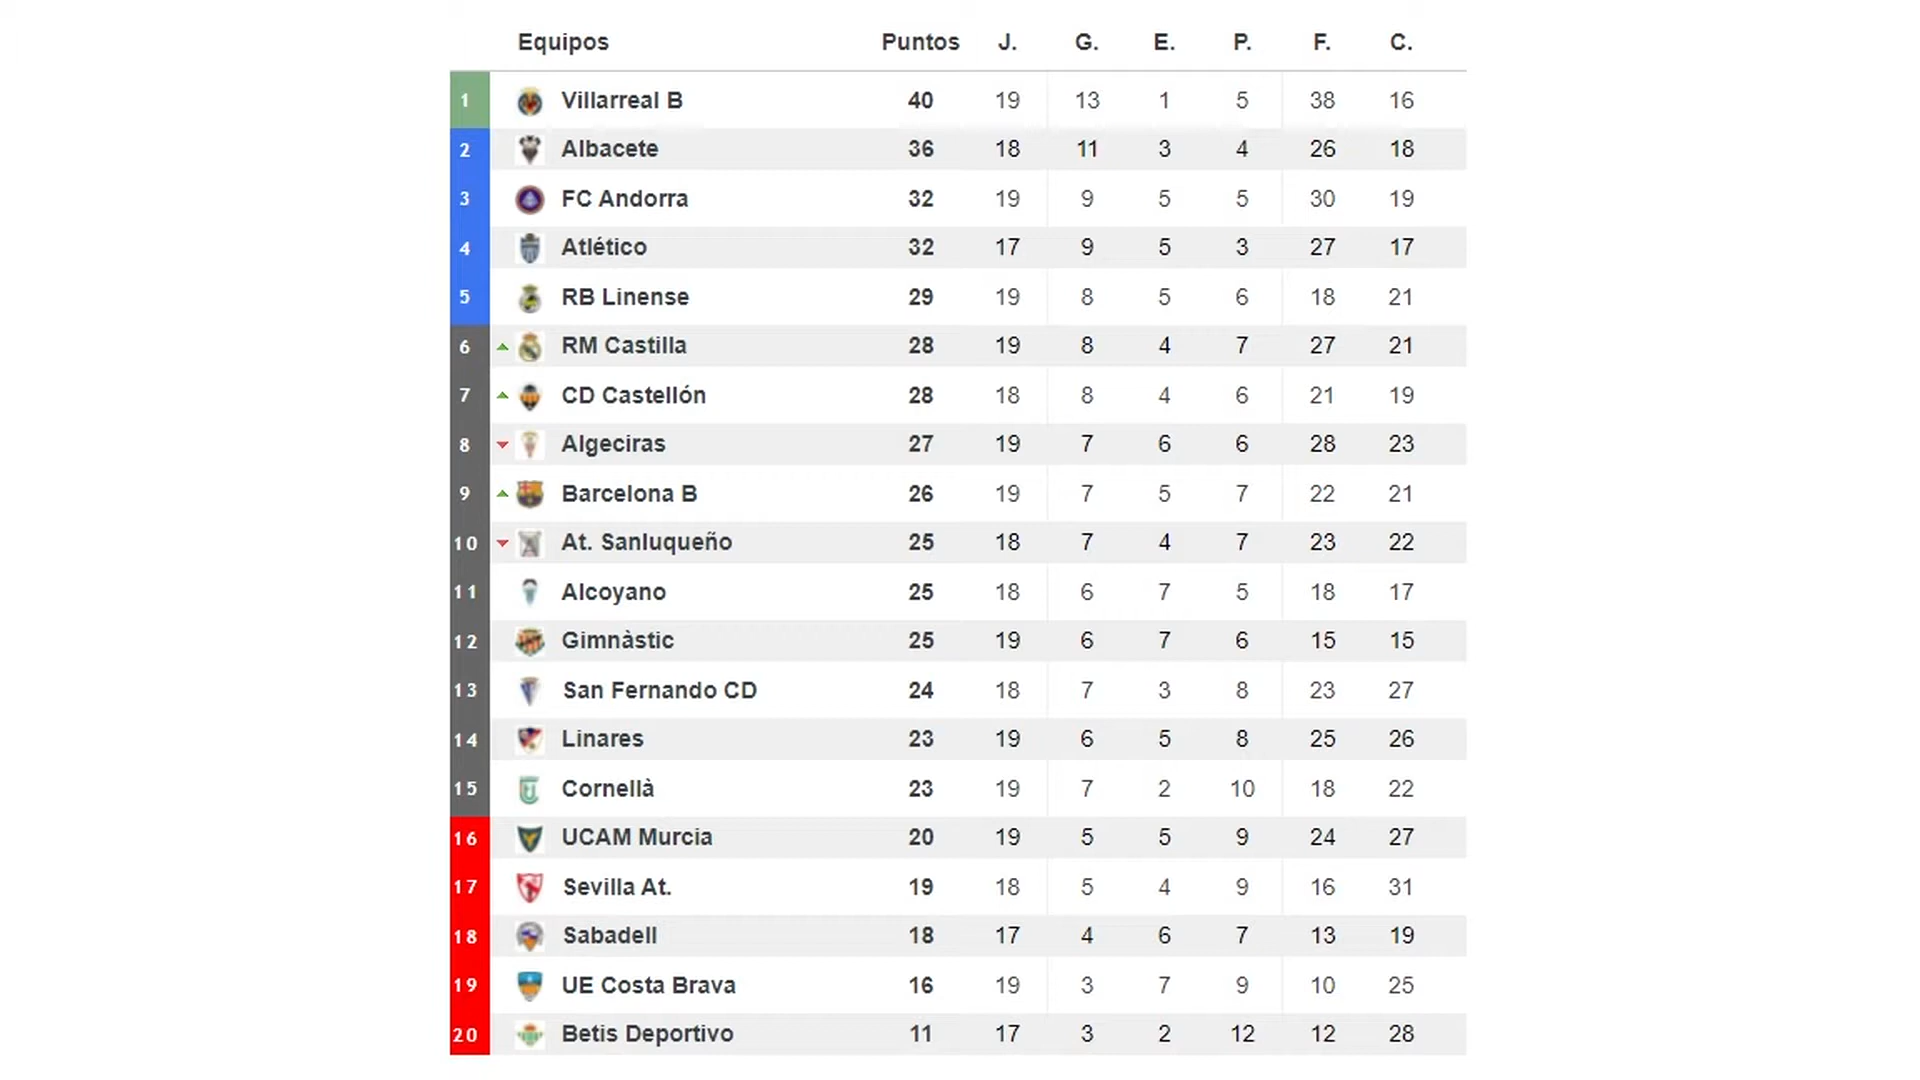 Equipos Puntos J. G. E. P. F. C.
1 Villarreal B 40 19 13 1 5 38 16
2 Albacete 36 18 11 3 4 26 18
3 FC Andorra 32 19 9 5 5 30 19
4 Atlético 32 17 9 5 3 27 17
5 RB Linense 29 19 8 5 6 18 21
6 RM Castilla 28 19 8 4 7 27 21
7 CD Castellón 28 18 8 4 6 21 19
8 Algeciras 27 19 7 6 6 28 23
9 Barcelona B 26 19 7 5 7 22 21
10 At. Sanluqueño 25 18 7 4 7 23 22
11 Alcoyano 25 18 6 7 5 18 17
12 Gimnàstic 25 19 6 7 6 15 15
13 San Fernando CD 24 18 7 3 8 23 27
14 Linares 23 19 6 5 8 25 26
15 Cornellà 23 19 7 2 10 18 22
16 UCAM Murcia 20 19 5 5 9 24 27
17 Sevilla At. 19 18 5 4 9 16 31
18 Sabadell 18 17 4 6 7 13 19
19 UE Costa Brava 16 19 3 7 9 10 25
20 Betis Deportivo 11 17 3 2 12 12 28